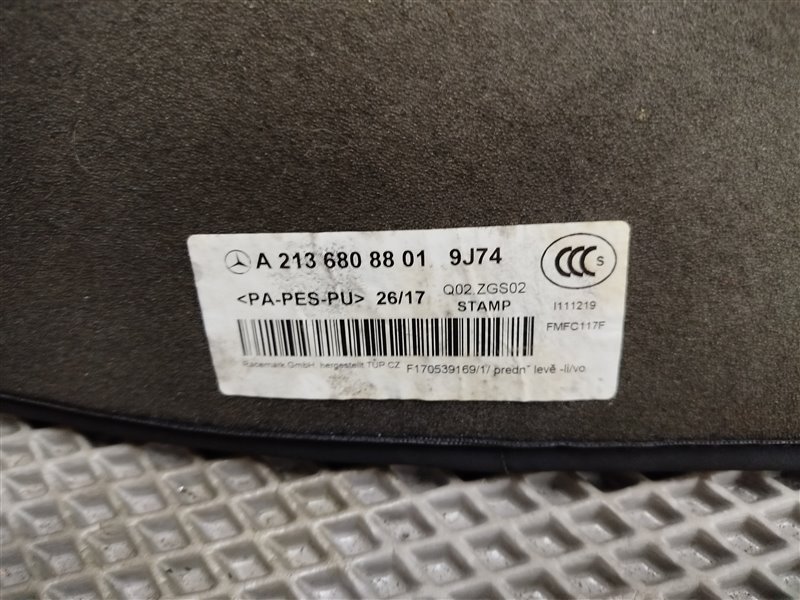 A 213 680 88 01 9J74
<PA-PES-PU> 26/17 Q02.ZGS02
STAMP
CCC S
I111219
FMFC117F
Racemark GmbH, hergestellt TUP CZ F170539169/1/ predn˝ levě -li/vo